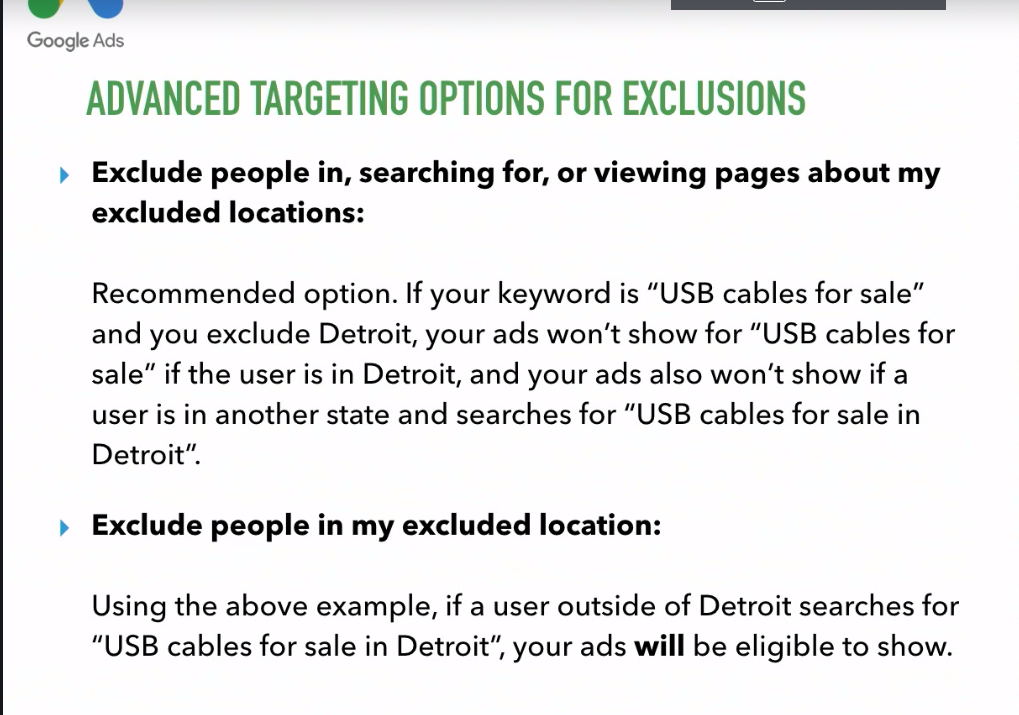 Google Ads
ADVANCED TARGETING OPTIONS FOR EXCLUSIONS
Exclude people in, searching for, or viewing pages about my
excluded locations:
Recommended option. If your keyword is “USB cables for sale”
and you exclude Detroit, your ads won’t show for “USB cables for
sale” if the user is in Detroit, and your ads also won’t show if a
user is in another state and searches for “USB cables for sale in
Detroit”.
Exclude people in my excluded location:
Using the above example, if a user outside of Detroit searches for
“USB cables for sale in Detroit”, your ads will be eligible to show.